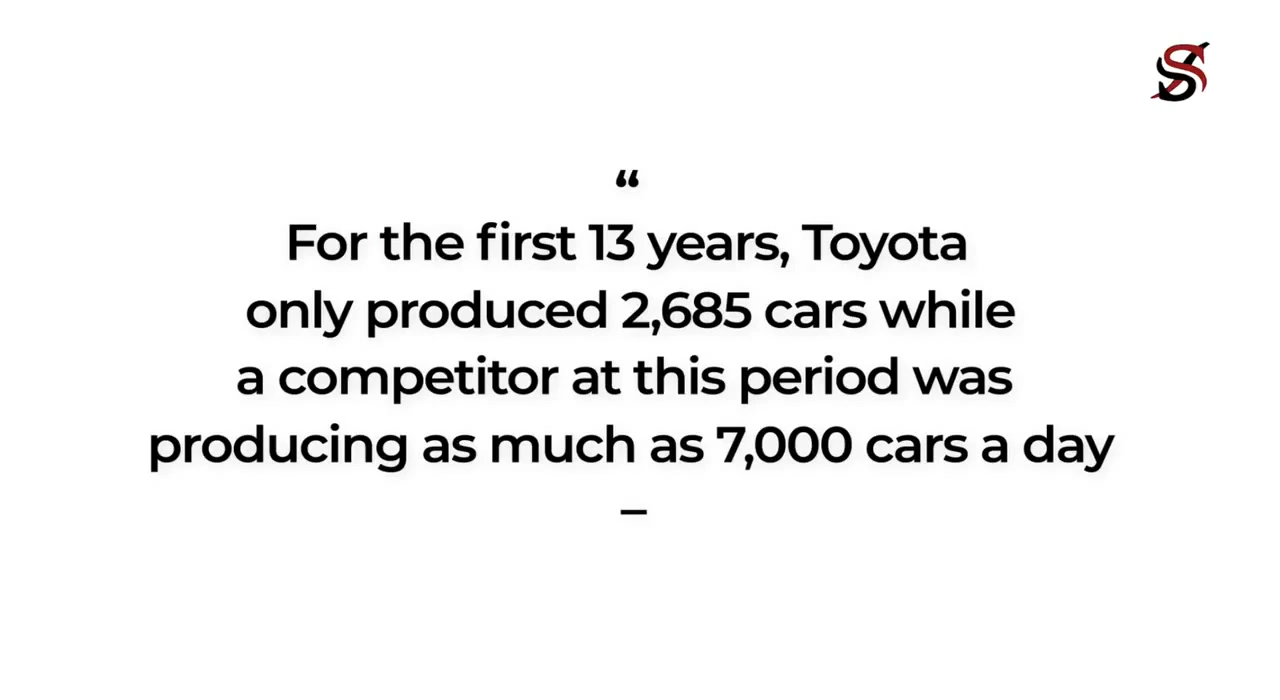 “
For the first 13 years, Toyota
only produced 2,685 cars while
a competitor at this period was
producing as much as 7,000 cars a day
–